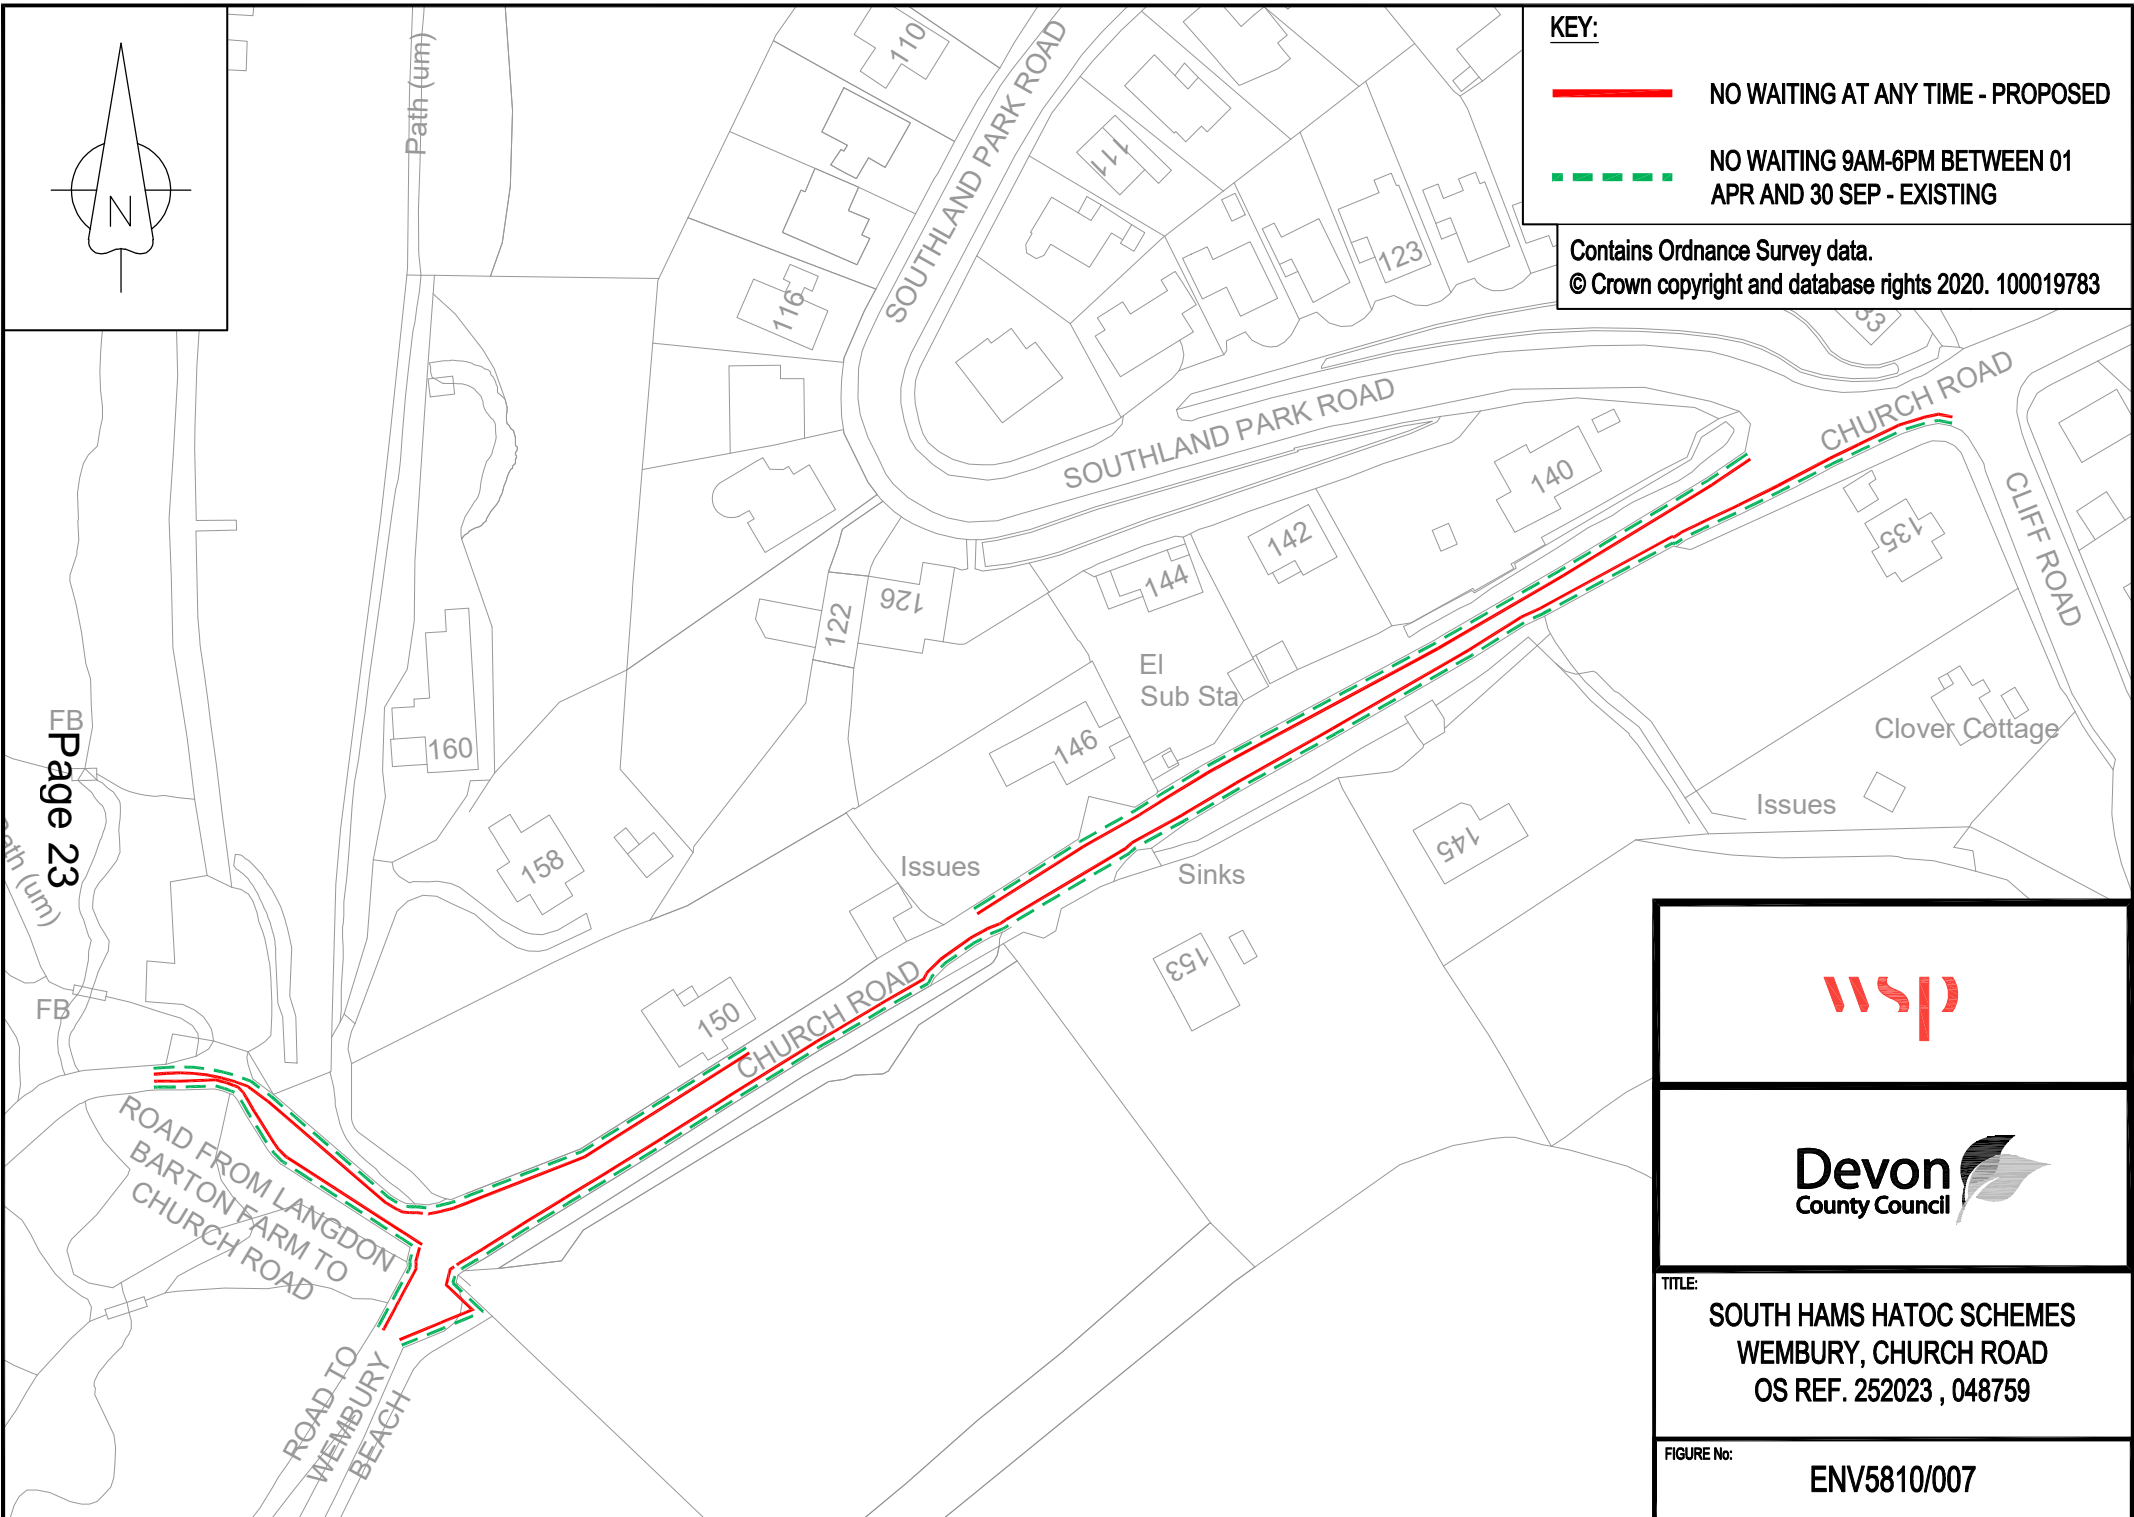 KEY:
NO WAITING AT ANY TIME - PROPOSED
NO WAITING 9AM-6PM BETWEEN 01
APR AND 30 SEP - EXISTING
Contains Ordnance Survey data.
© Crown copyright and database rights 2020. 100019783
N
Path (um)
110
SOUTHLAND PARK ROAD
111
116
123
83
SOUTHLAND PARK ROAD
CHURCH ROAD
CLIFF ROAD
140
142
144
135
126
122
El
Sub Sta
146
160
158
FB
Page 23
Path (um)
FB
Clover Cottage
Issues
145
Issues
Sinks
153
150
CHURCH ROAD
ROAD FROM LANGDON
BARTON FARM TO
CHURCH ROAD
ROAD TO
WEMBURY
BEACH
wsp
Devon
County Council
TITLE:
SOUTH HAMS HATOC SCHEMES
WEMBURY, CHURCH ROAD
OS REF. 252023 , 048759
FIGURE No:
ENV5810/007